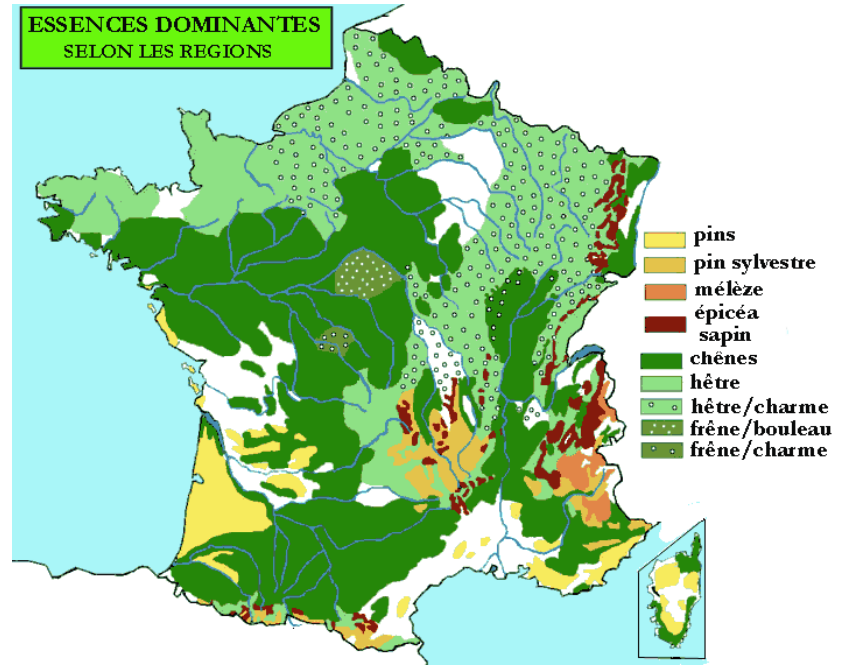 ESSENCES DOMINANTES
SELON LES REGIONS
pins
pin sylvestre
mélèze
épicéa
sapin
chênes
hêtre
hêtre/charme
frêne/bouleau
frêne/charme